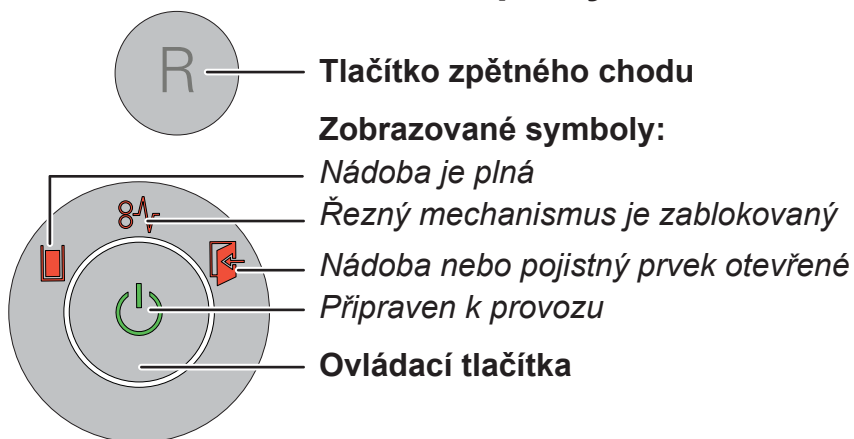 R
Tlačítko zpětného chodu
Zobrazované symboly:
Nádoba je plná
Řezný mechanismus je zablokovaný
Nádoba nebo pojistný prvek otevřené
Připraven k provozu
Ovládací tlačítka